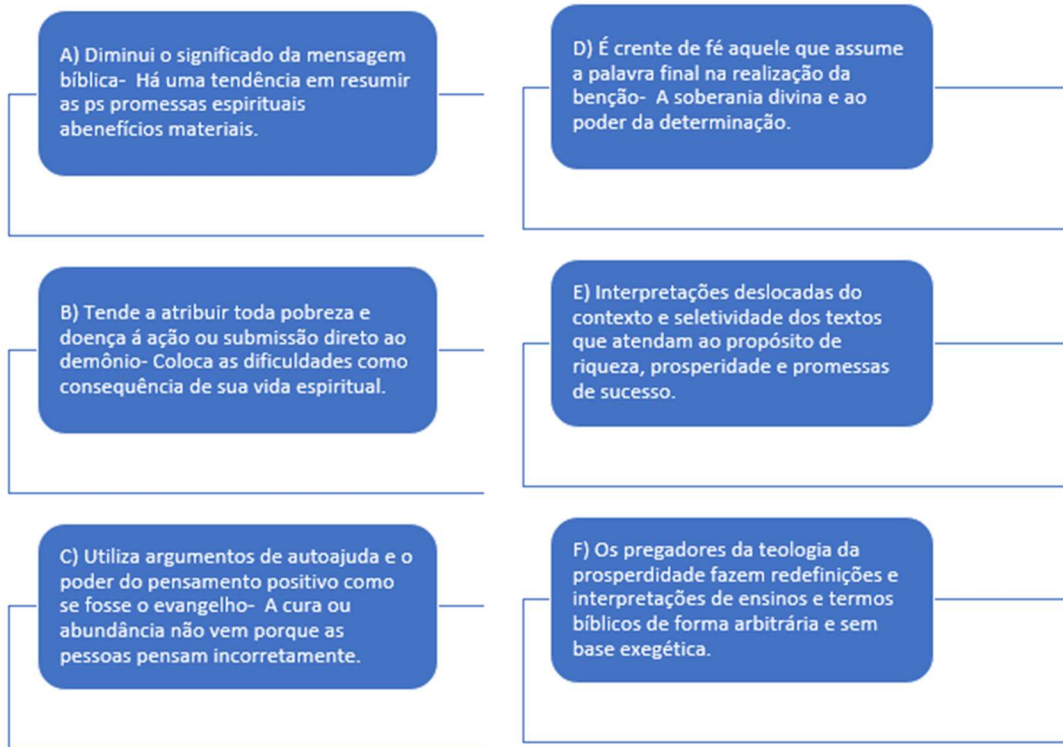 A) Diminui o significado da mensagem
bíblica-  Há uma tendência em resumir
as ps promessas espirituais
abenefícios materiais.
B) Tende a atribuir toda pobreza e
doença á ação ou submissão direto ao
demônio- Coloca as dificuldades como
consequência de sua vida espiritual.
C) Utiliza argumentos de autoajuda e o
poder do pensamento positivo como
se fosse o evangelho-  A cura ou
abundância não vem porque as
pessoas pensam incorretamente.
D) É crente de fé aquele que assume
a palavra final na realização da
benção-  A soberania divina e ao
poder da determinação.
E) Interpretações deslocadas do
contexto e seletividade dos textos
que atendam ao propósito de
riqueza, prosperidade e promessas
de sucesso.
F) Os pregadores da teologia da
prosperdidade fazem redefinições e
interpretações de ensinos e termos
bíblicos de forma arbitrária e sem
base exegética.